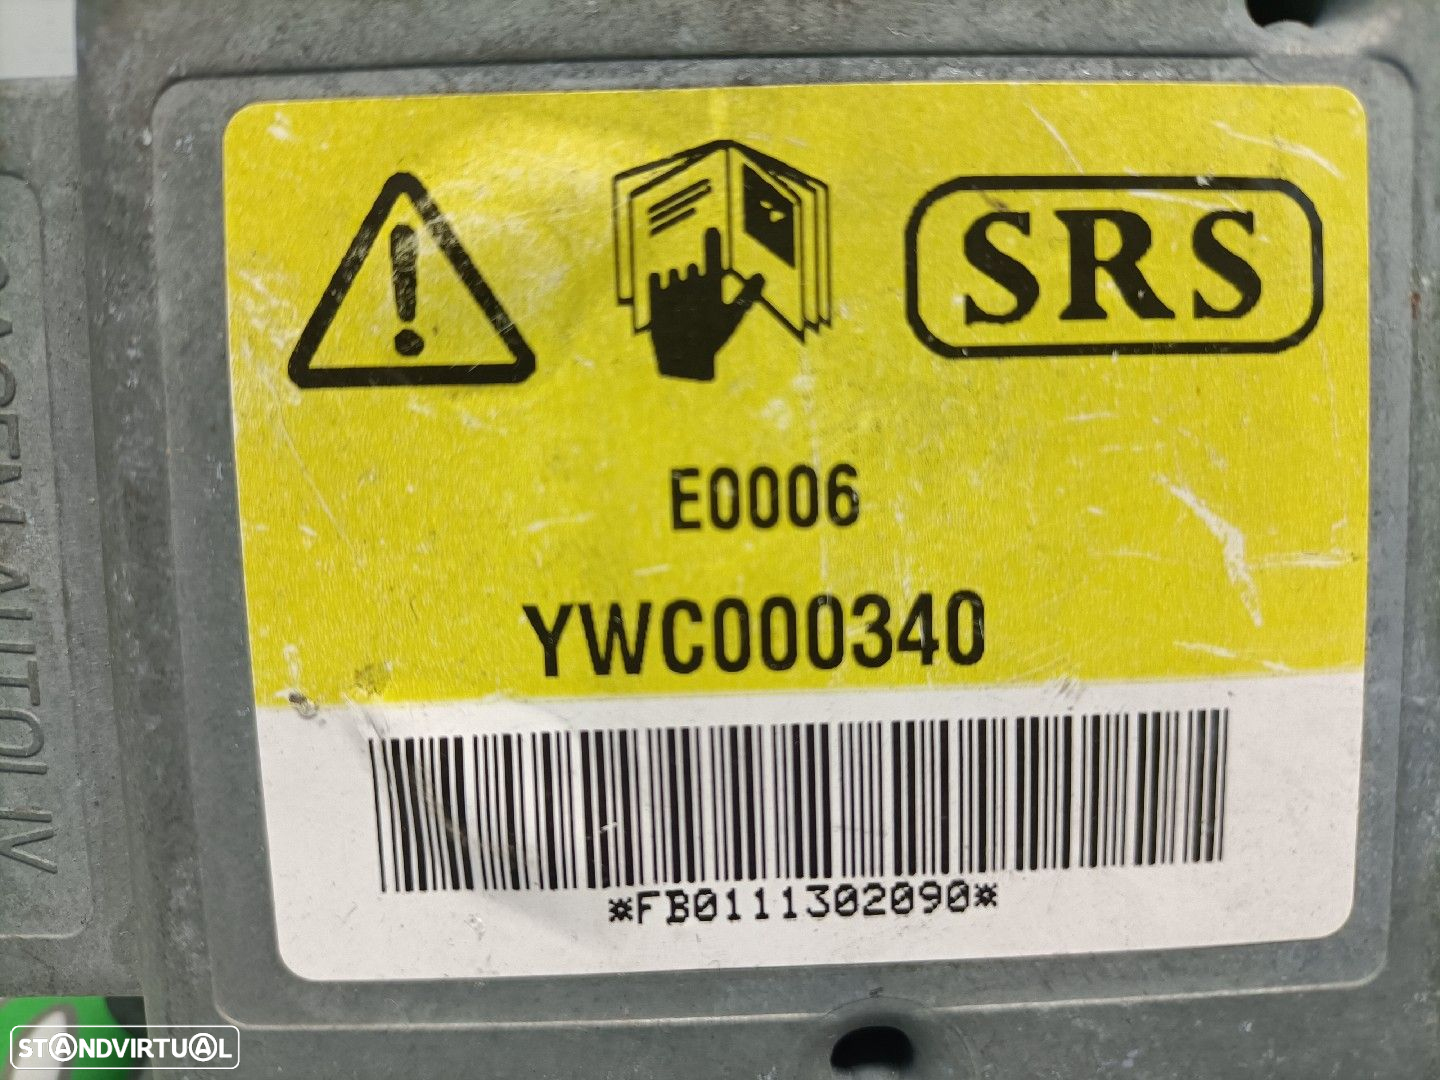 SRS
E0006
YWC000340
*FB0111302090*
STANDVIRTUAL